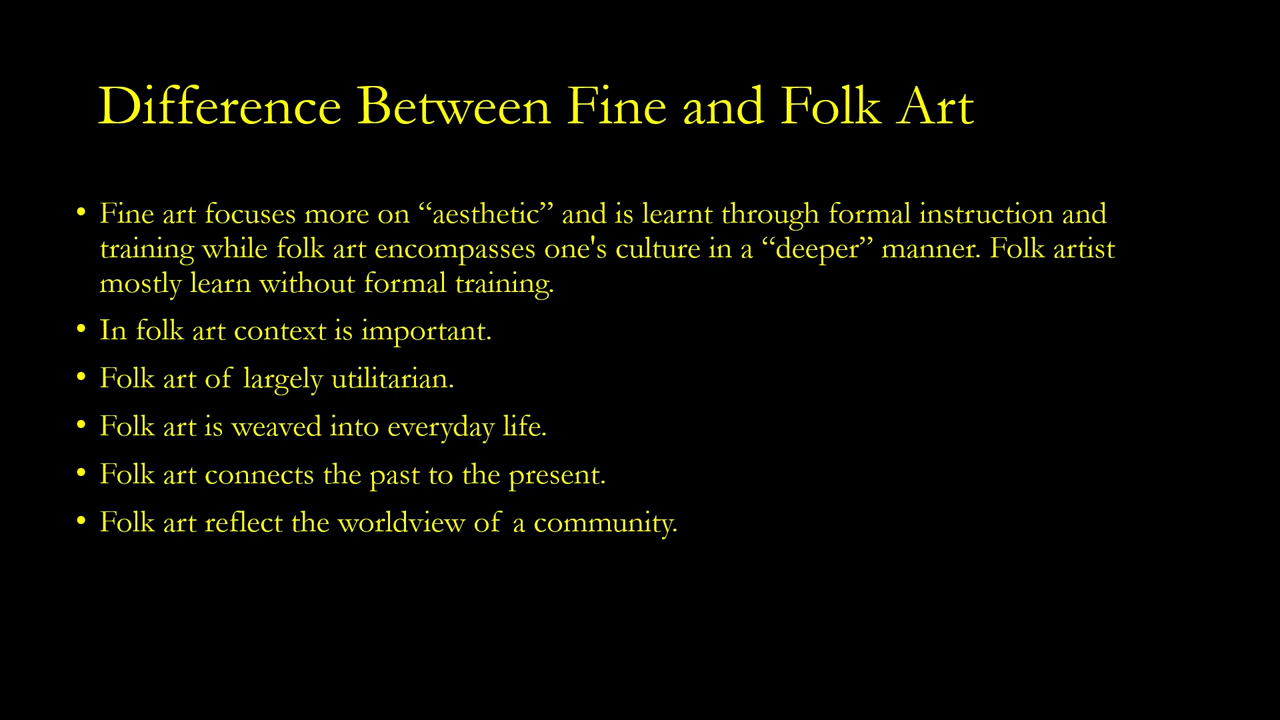 Difference Between Fine and Folk Art
• Fine art focuses more on “aesthetic” and is learnt through formal instruction and
training while folk art encompasses one's culture in a “deeper” manner. Folk artist
mostly learn without formal training.
• In folk art context is important.
• Folk art of largely utilitarian.
• Folk art is weaved into everyday life.
• Folk art connects the past to the present.
• Folk art reflect the worldview of a community.